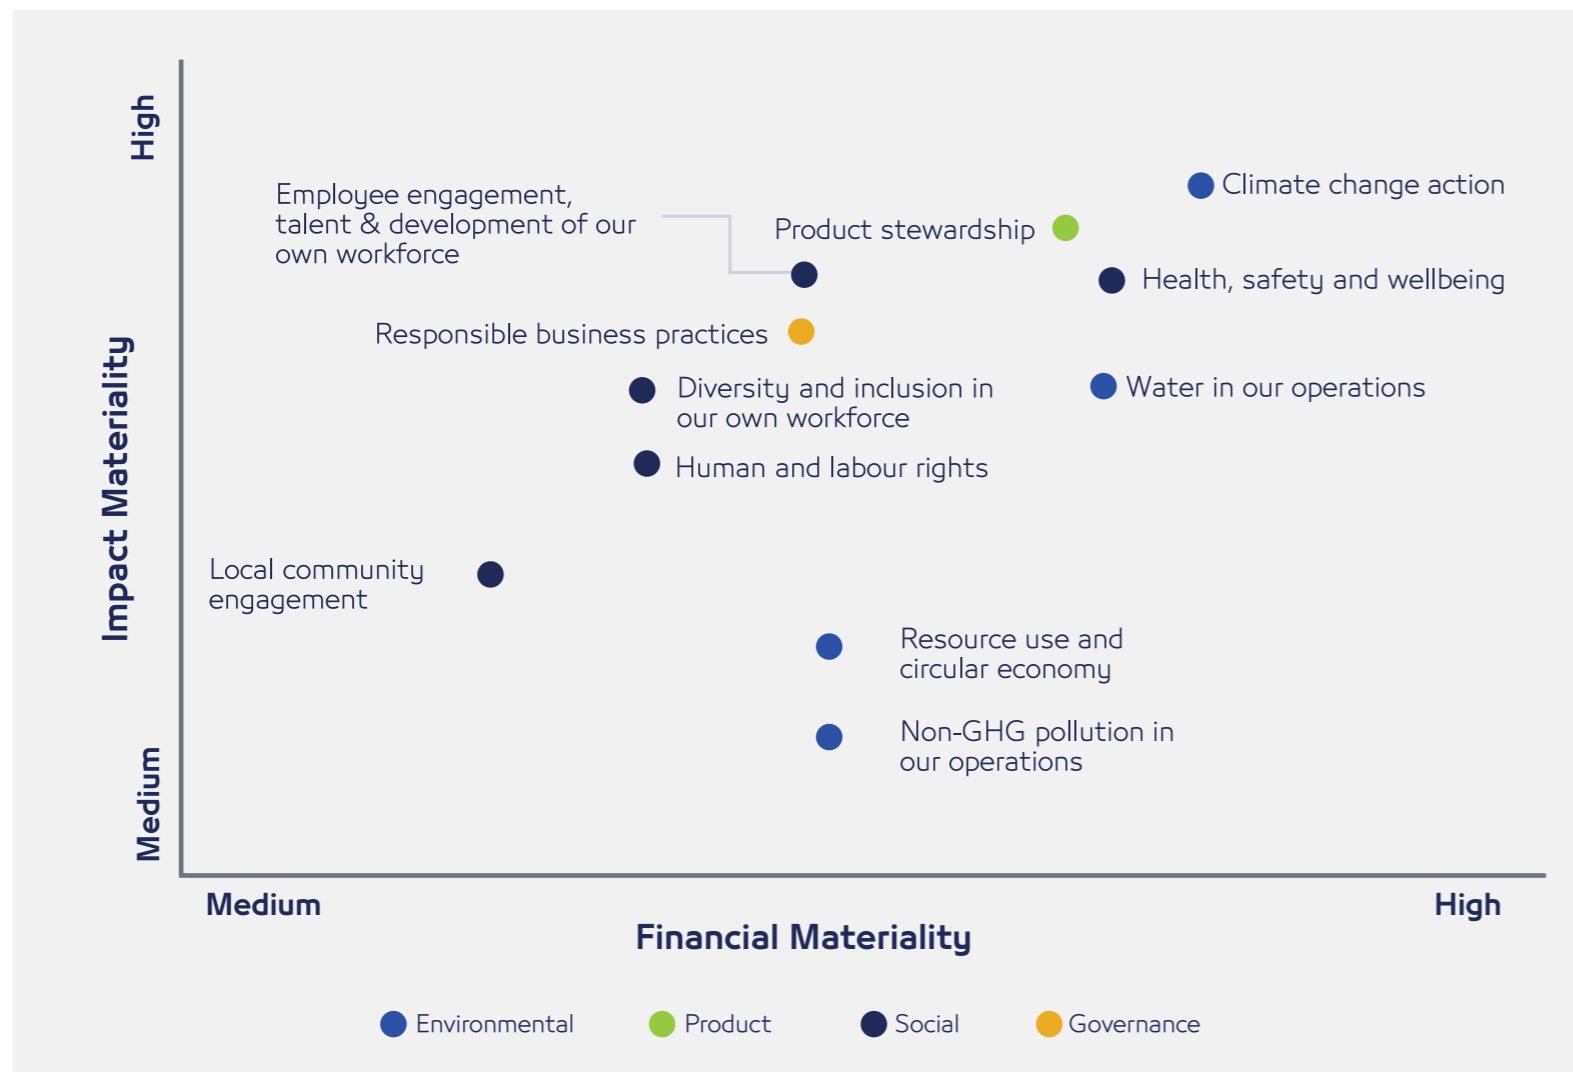 High
Climate change action
Employee engagement,
talent & development of our
own workforce
Product stewardship
Health, safety and wellbeing
Responsible business practices
Diversity and inclusion in
our own workforce
Water in our operations
Impact Materiality
Human and labour rights
Local community
engagement
Resource use and
circular economy
Non-GHG pollution in
our operations
Medium
Medium
High
Financial Materiality
Environmental
Product
Social
Governance